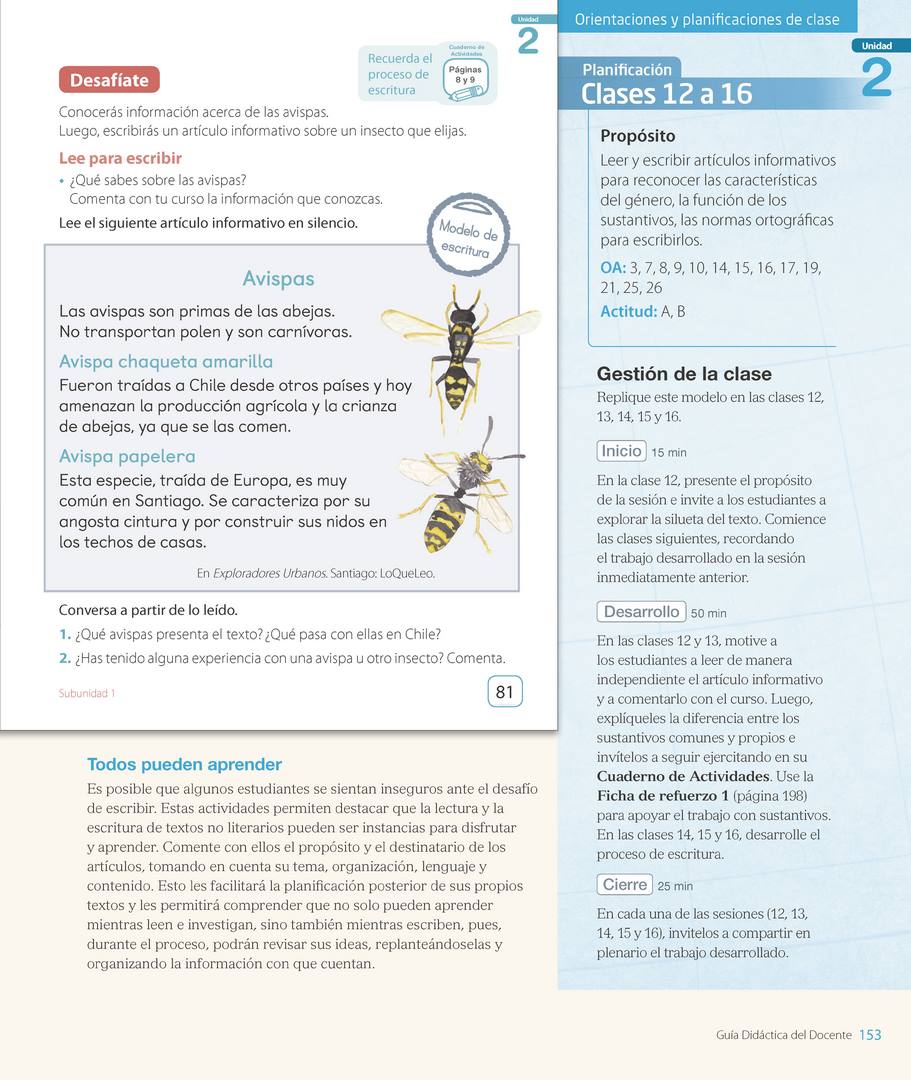 Unidad
2
Recuerda el
proceso de
escritura
Cuaderno de
Actividades
Páginas
8 y 9
Desafíate
Conocerás información acerca de las avispas.
Luego, escribirás un artículo informativo sobre un insecto que elijas.
Lee para escribir
• ¿Qué sabes sobre las avispas?
Comenta con tu curso la información que conozcas.
Lee el siguiente artículo informativo en silencio.
Modelo de
escritura
Avispas
Las avispas son primas de las abejas.
No transportan polen y son carnívoras.
Avispa chaqueta amarilla
Fueron traídas a Chile desde otros países y hoy
amenazan la producción agrícola y la crianza
de abejas, ya que se las comen.
Avispa papelera
Esta especie, traída de Europa, es muy
común en Santiago. Se caracteriza por su
angosta cintura y por construir sus nidos en
los techos de casas.
En Exploradores Urbanos. Santiago: LoQueLeo.
Conversa a partir de lo leído.
1. ¿Qué avispas presenta el texto? ¿Qué pasa con ellas en Chile?
2. ¿Has tenido alguna experiencia con una avispa u otro insecto? Comenta.
Subunidad 1
81
Todos pueden aprender
Es posible que algunos estudiantes se sientan inseguros ante el desafío
de escribir. Estas actividades permiten destacar que la lectura y la
escritura de textos no literarios pueden ser instancias para disfrutar
y aprender. Comente con ellos el propósito y el destinatario de los
artículos, tomando en cuenta su tema, organización, lenguaje y
contenido. Esto les facilitará la planificación posterior de sus propios
textos y les permitirá comprender que no solo pueden aprender
mientras leen e investigan, sino también mientras escriben, pues,
durante el proceso, podrán revisar sus ideas, replanteándoselas y
organizando la información con que cuentan.
Orientaciones y planificaciones de clase
Unidad
2
Planificación
Clases 12 a 16
Propósito
Leer y escribir artículos informativos
para reconocer las características
del género, la función de los
sustantivos, las normas ortográficas
para escribirlos.
OA: 3, 7, 8, 9, 10, 14, 15, 16, 17, 19,
21, 25, 26
Actitud: A, B
Gestión de la clase
Replique este modelo en las clases 12,
13, 14, 15 y 16.
Inicio 15 min
En la clase 12, presente el propósito
de la sesión e invite a los estudiantes a
explorar la silueta del texto. Comience
las clases siguientes, recordando
el trabajo desarrollado en la sesión
inmediatamente anterior.
Desarrollo 50 min
En las clases 12 y 13, motive a
los estudiantes a leer de manera
independiente el artículo informativo
y a comentarlo con el curso. Luego,
explíqueles la diferencia entre los
sustantivos comunes y propios e
invítelos a seguir ejercitando en su
Cuaderno de Actividades. Use la
Ficha de refuerzo 1 (página 198)
para apoyar el trabajo con sustantivos.
En las clases 14, 15 y 16, desarrolle el
proceso de escritura.
Cierre 25 min
En cada una de las sesiones (12, 13,
14, 15 y 16), invitelos a compartir en
plenario el trabajo desarrollado.
Guía Didáctica del Docente 153